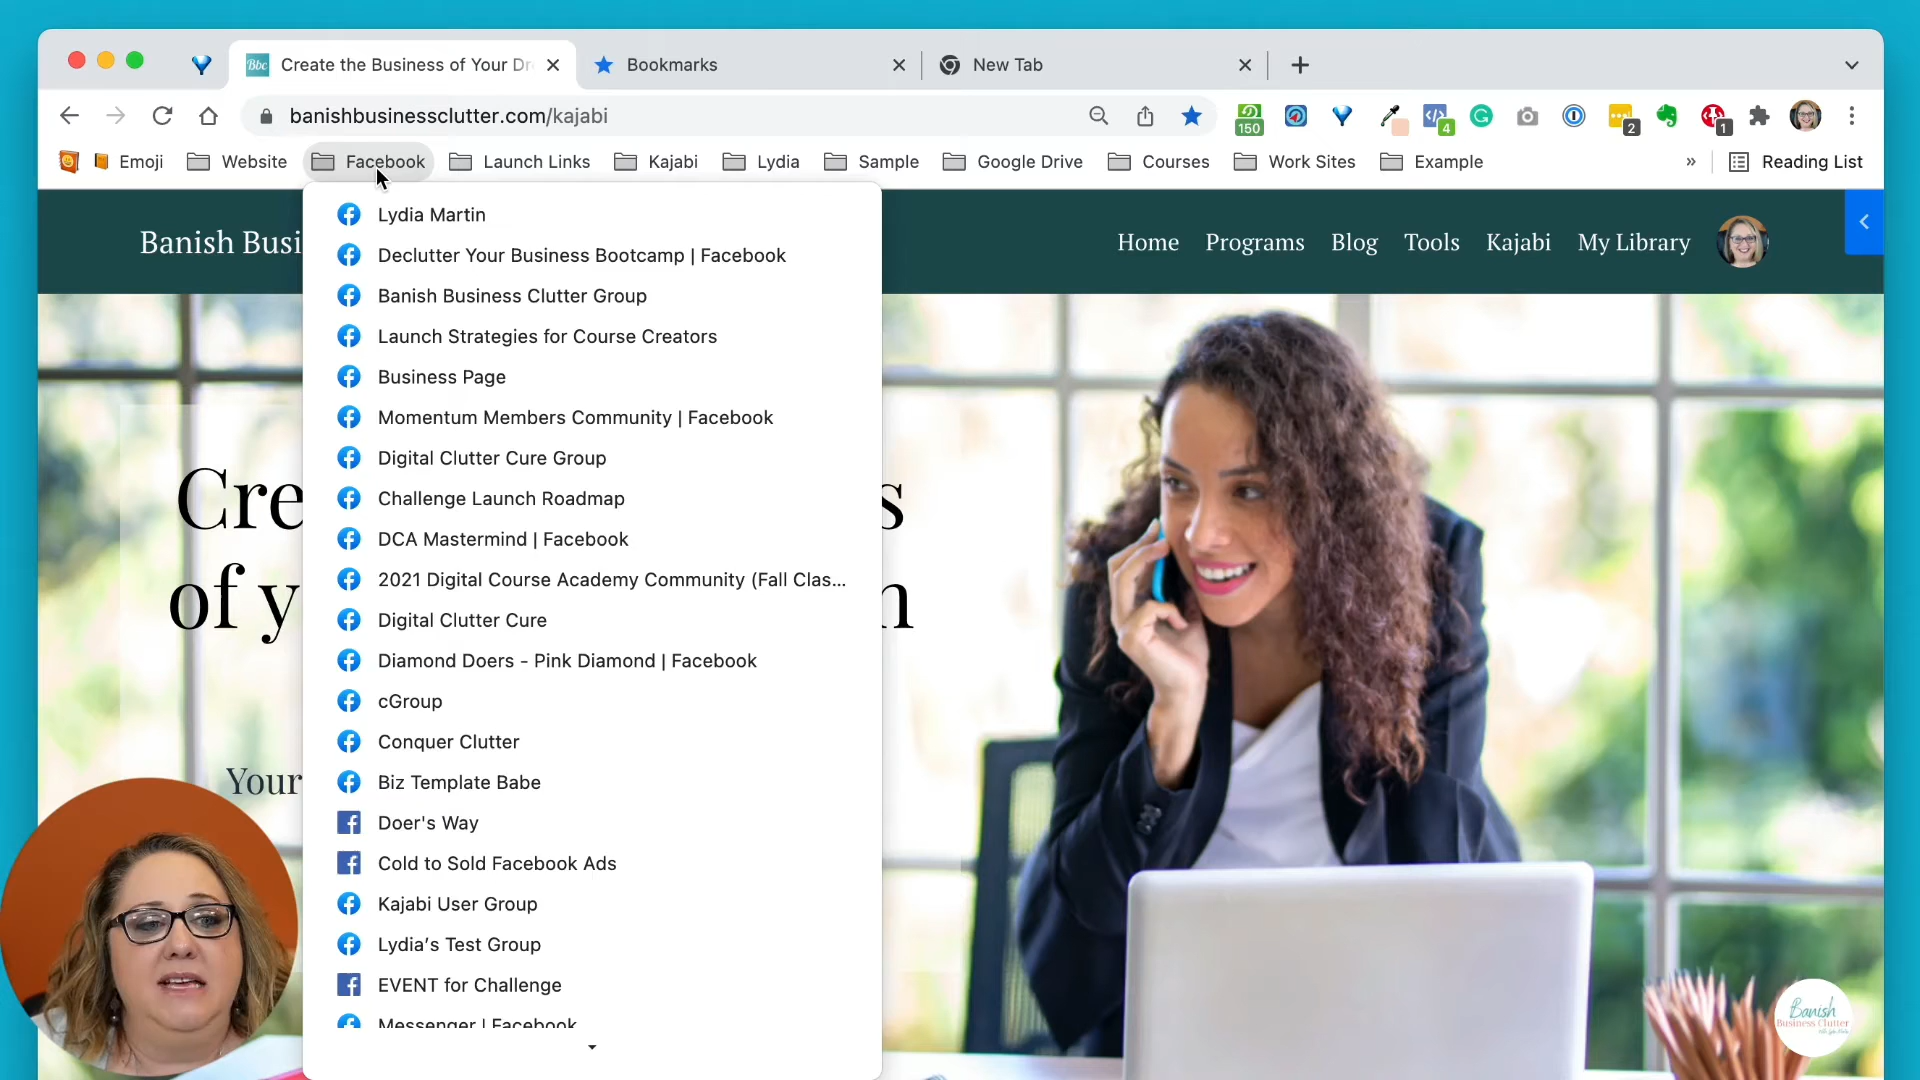 Bbc Create the Business of Your Dr
Bookmarks
New Tab
banishbusinessclutter.com/kajabi
150
4
2
1
Emoji
Website
Facebook
Launch Links
Kajabi
Lydia
Sample
Google Drive
Courses
Work Sites
Example
»
Reading List
Banish Busi
Home
Programs
Blog
Tools
Kajabi
My Library
Lydia Martin
Declutter Your Business Bootcamp | Facebook
Banish Business Clutter Group
Launch Strategies for Course Creators
Business Page
Momentum Members Community | Facebook
Digital Clutter Cure Group
Challenge Launch Roadmap
DCA Mastermind | Facebook
2021 Digital Course Academy Community (Fall Clas...
Digital Clutter Cure
Diamond Doers - Pink Diamond | Facebook
cGroup
Conquer Clutter
Biz Template Babe
Doer's Way
Cold to Sold Facebook Ads
Kajabi User Group
Lydia’s Test Group
EVENT for Challenge
Messenger | Facebook
Cre s
of y n
Your
Banish
Business Clutter